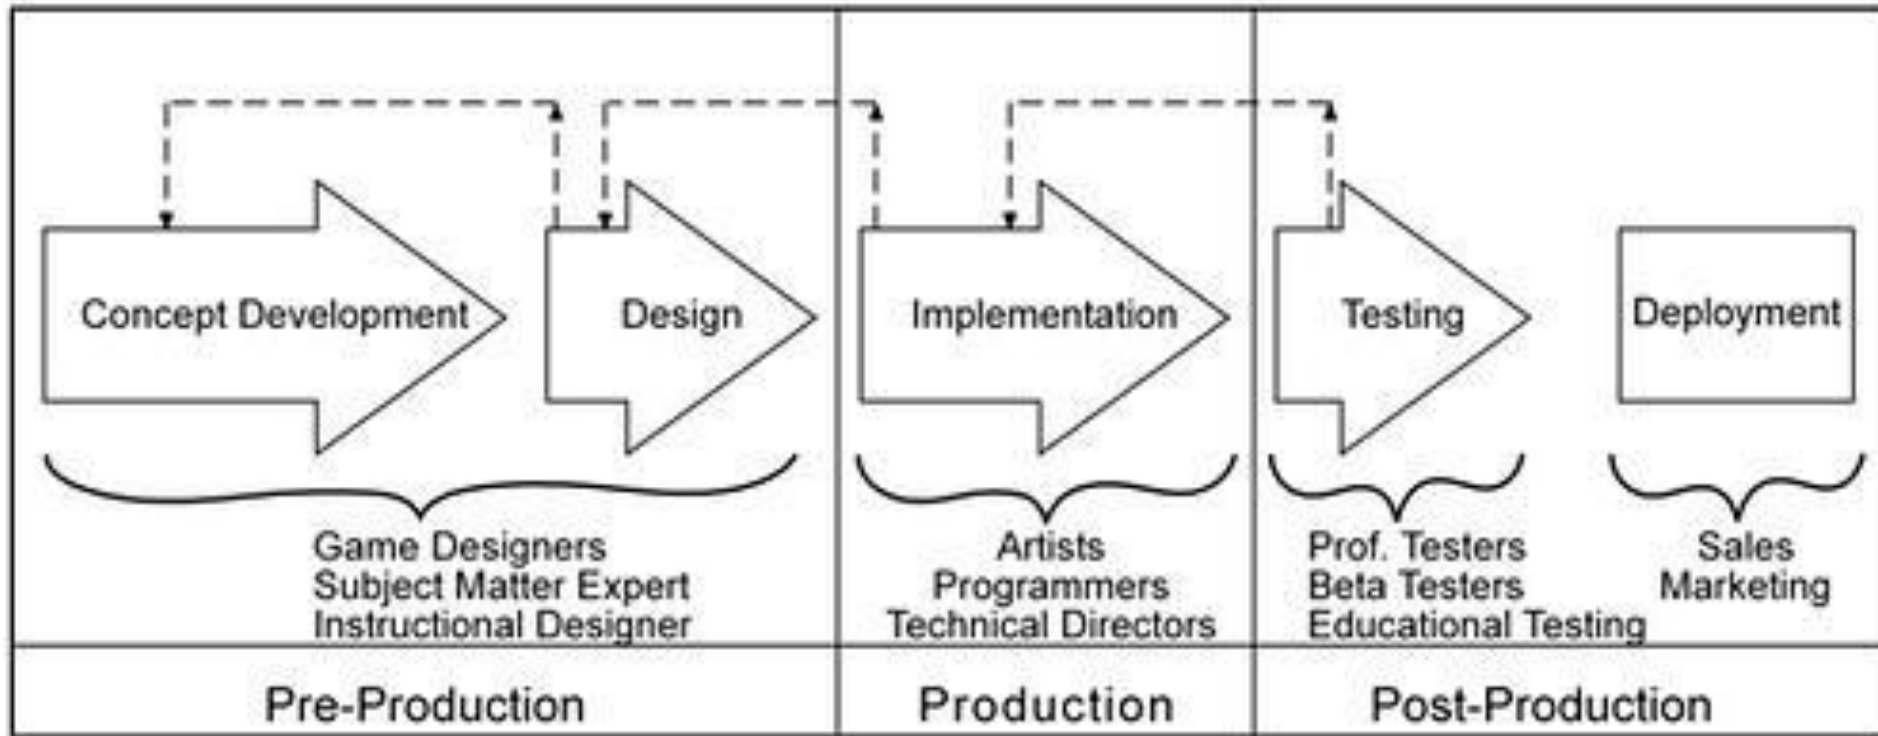 Concept Development
Design
Implementation
Testing
Deployment
Game Designers
Subject Matter Expert
Instructional Designer
Artists
Programmers
Technical Directors
Prof. Testers
Beta Testers
Educational Testing
Sales
Marketing
Pre-Production
Production
Post-Production